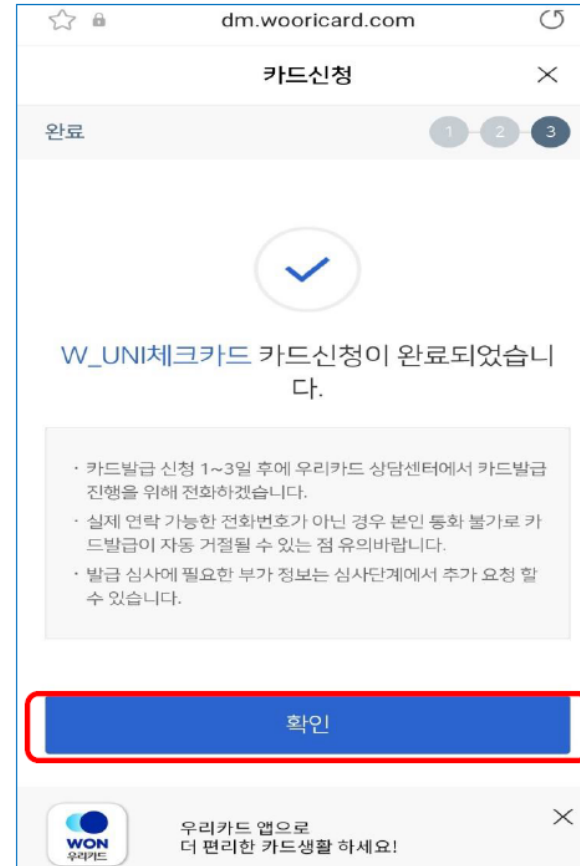 dm.wooricard.com
카드신청
완료
1 2 3
W_UNI체크카드 카드신청이 완료되었습니
다.
· 카드발급 신청 1~3일 후에 우리카드 상담센터에서 카드발급
진행을 위해 전화하겠습니다.
· 실제 연락 가능한 전화번호가 아닌 경우 본인 통화 불가로 카
드발급이 자동 거절될 수 있는 점 유의바랍니다.
· 발급 심사에 필요한 부가 정보는 심사단계에서 추가 요청 할
수 있습니다.
확인
WON
우리카드
우리카드 앱으로
더 편리한 카드생활 하세요!